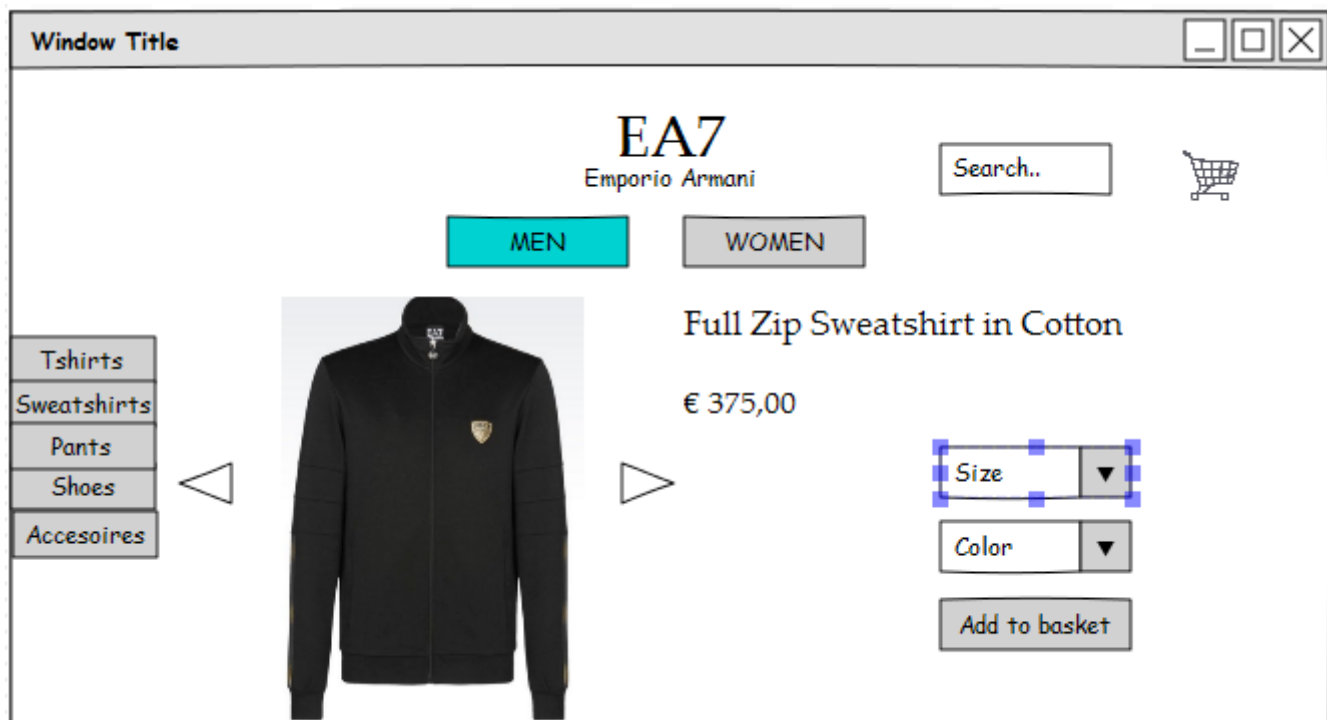 Window Title
EA7
Emporio Armani
Search..
MEN
WOMEN
Full Zip Sweatshirt in Cotton
€ 375,00
Tshirts
Sweatshirts
Pants
Shoes
Accesoires
EA7
Size
Color
Add to basket